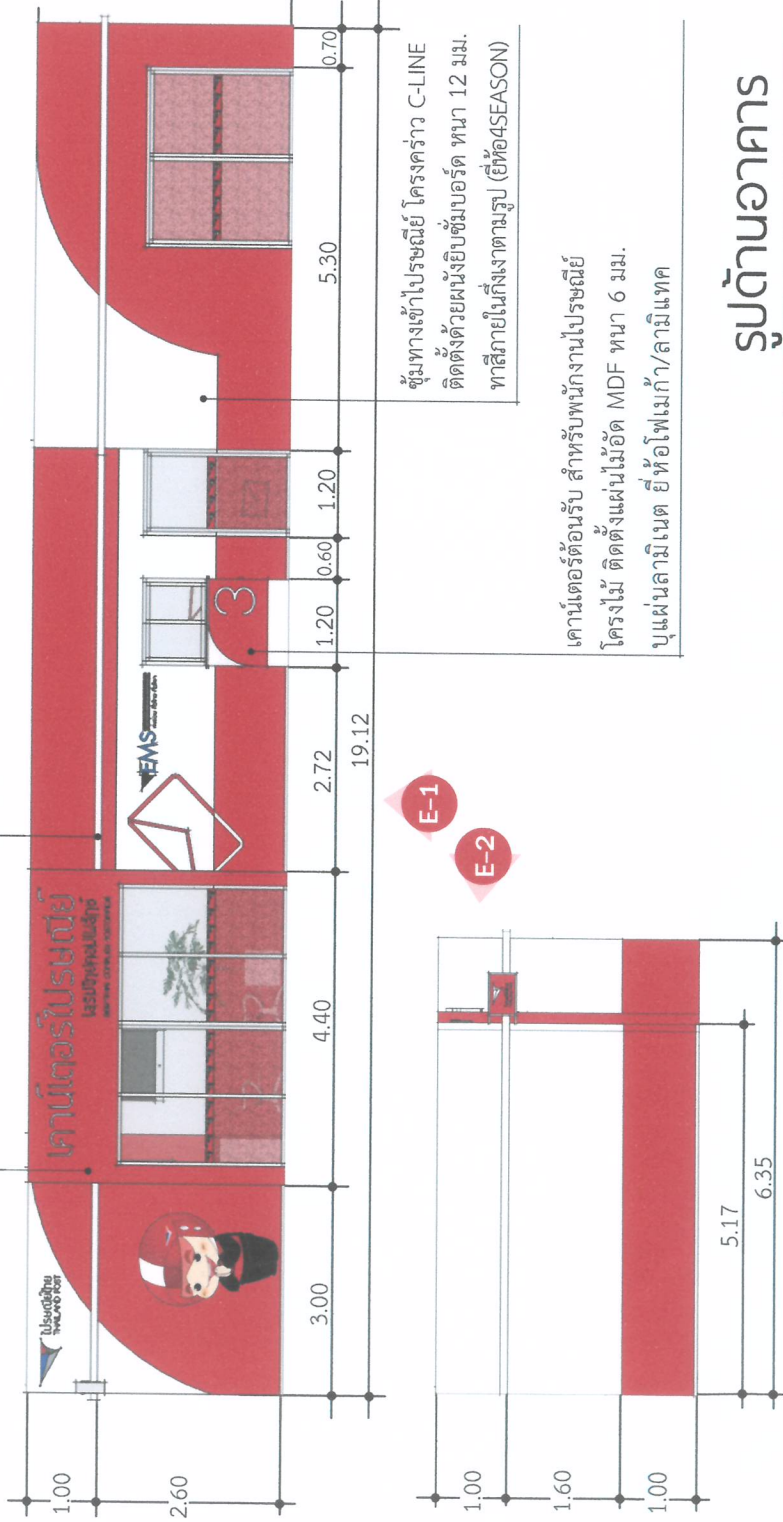 ไปรษณีย์ไทย
THAILAND POST
เคาน์เตอร์ไปรษณีย์
EMS
3
1.00
2.60
3.00
4.40
2.72
1.20
0.60
1.20
5.30
0.70
19.12
ซุ้มทางเข้าไปรษณีย์ โครงคร่าว C-LINE
ติดตั้งด้วยผนังยิบซั่มบอร์ด หนา 12 มม.
ทาสีภายในกึ่งเงาตามรูป (ยี่ห้อ4SEASON)
เคาน์เตอร์ต้อนรับ สำหรับพนักงานไปรษณีย์
โครงไม้ ติดตั้งแผ่นไม้อัด MDF หนา 6 มม.
บุแผ่นลามิเนต ยี่ห้อโฟเมก้า/ลามิแทค
E-1
E-2
1.00
1.60
1.00
5.17
6.35
รูปด้านอาคาร